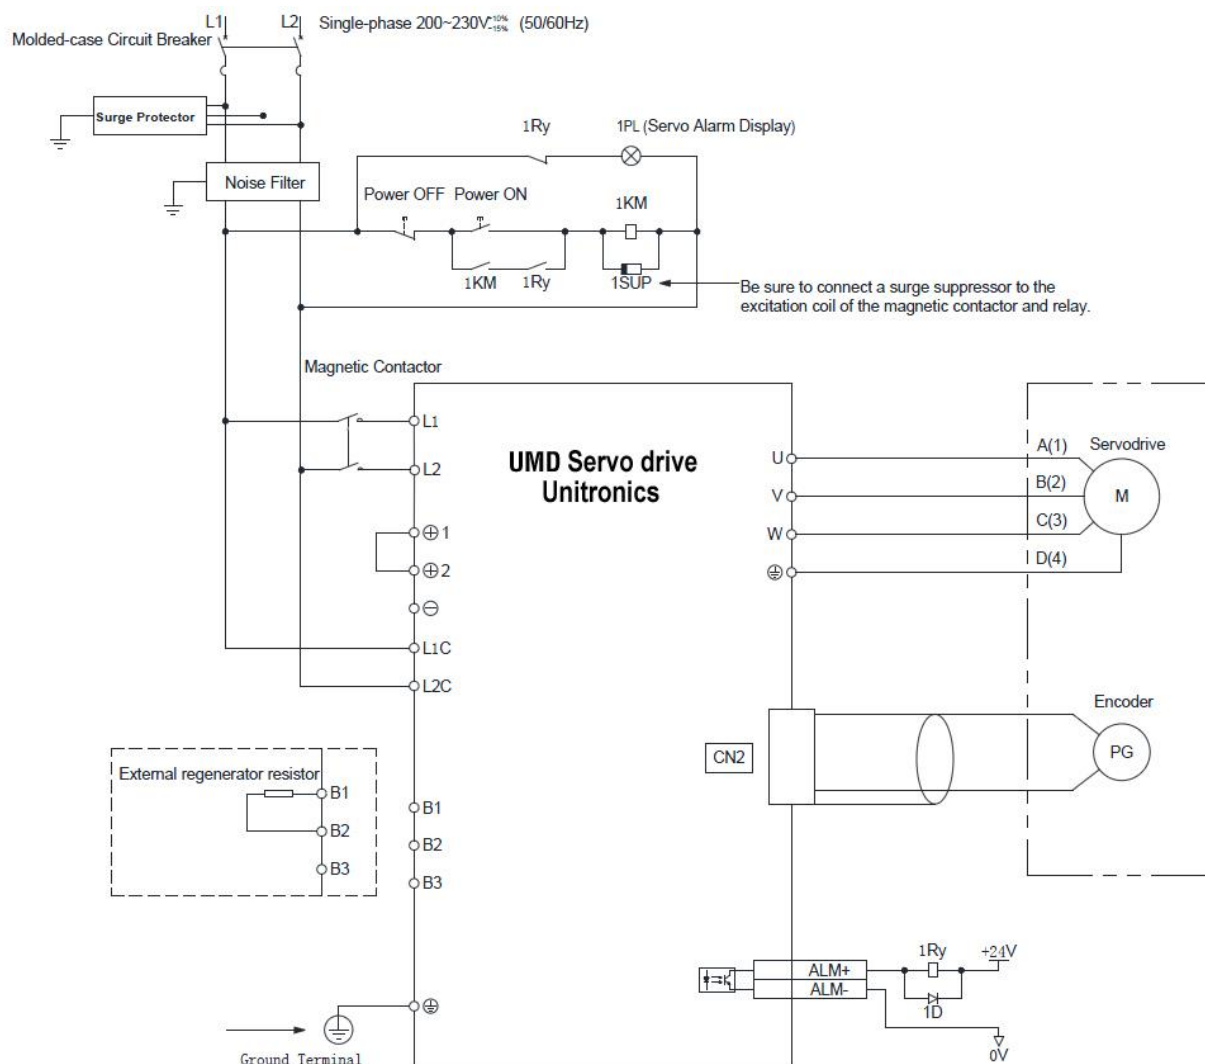 L1
L2
Single-phase 200~230V+10% -15% (50/60Hz)
Molded-case Circuit Breaker
Surge Protector
1Ry
1PL (Servo Alarm Display)
Noise Filter
Power OFF
Power ON
1KM
1KM
1Ry
1SUP
Be sure to connect a surge suppressor to the
excitation coil of the magnetic contactor and relay.
Magnetic Contactor
L1
L2
UMD Servo drive
Unitronics
1
2
L1C
L2C
U
V
W
A(1)
B(2)
C(3)
D(4)
Servodrive
M
CN2
Encoder
PG
External regenerator resistor
B1
B2
B3
B1
B2
B3
ALM+
ALM-
1Ry
+24V
1D
0V
Ground Terminal